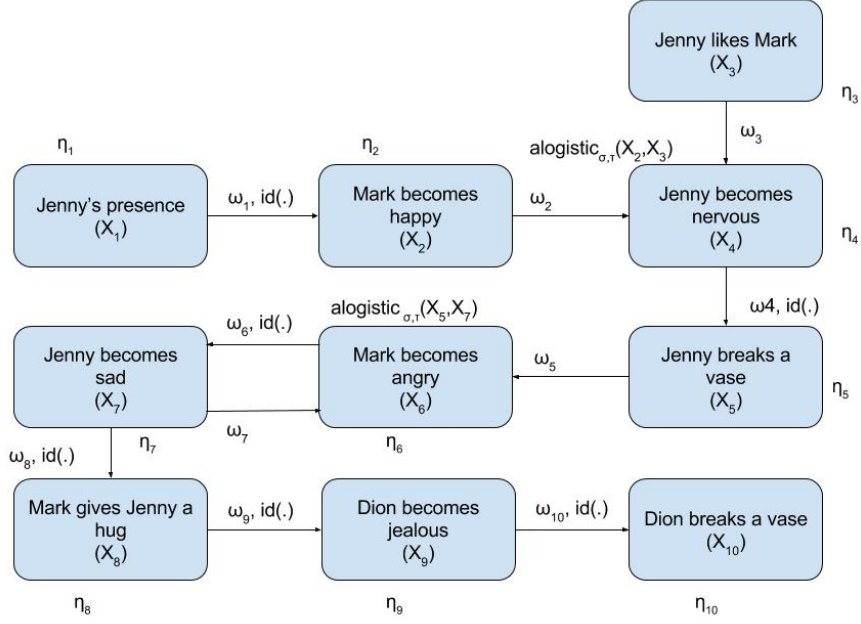 Jenny likes Mark
(X₃)
η₃
ω₃
η₁
η₂
alogistic_σ,τ(X₂,X₃)
Jenny's presence
(X₁)
ω₁, id(.)
Mark becomes
happy
(X₂)
ω₂
Jenny becomes
nervous
(X₄)
η₄
ω4, id(.)
ω₆, id(.)
alogistic_σ,τ(X₅,X₇)
Jenny becomes
sad
(X₇)
Mark becomes
angry
(X₆)
ω₅
Jenny breaks a
vase
(X₅)
η₅
ω₇
η₇
η₆
ω₈, id(.)
Mark gives Jenny a
hug
(X₈)
ω₉, id(.)
Dion becomes
jealous
(X₉)
ω₁₀, id(.)
Dion breaks a vase
(X₁₀)
η₈
η₉
η₁₀